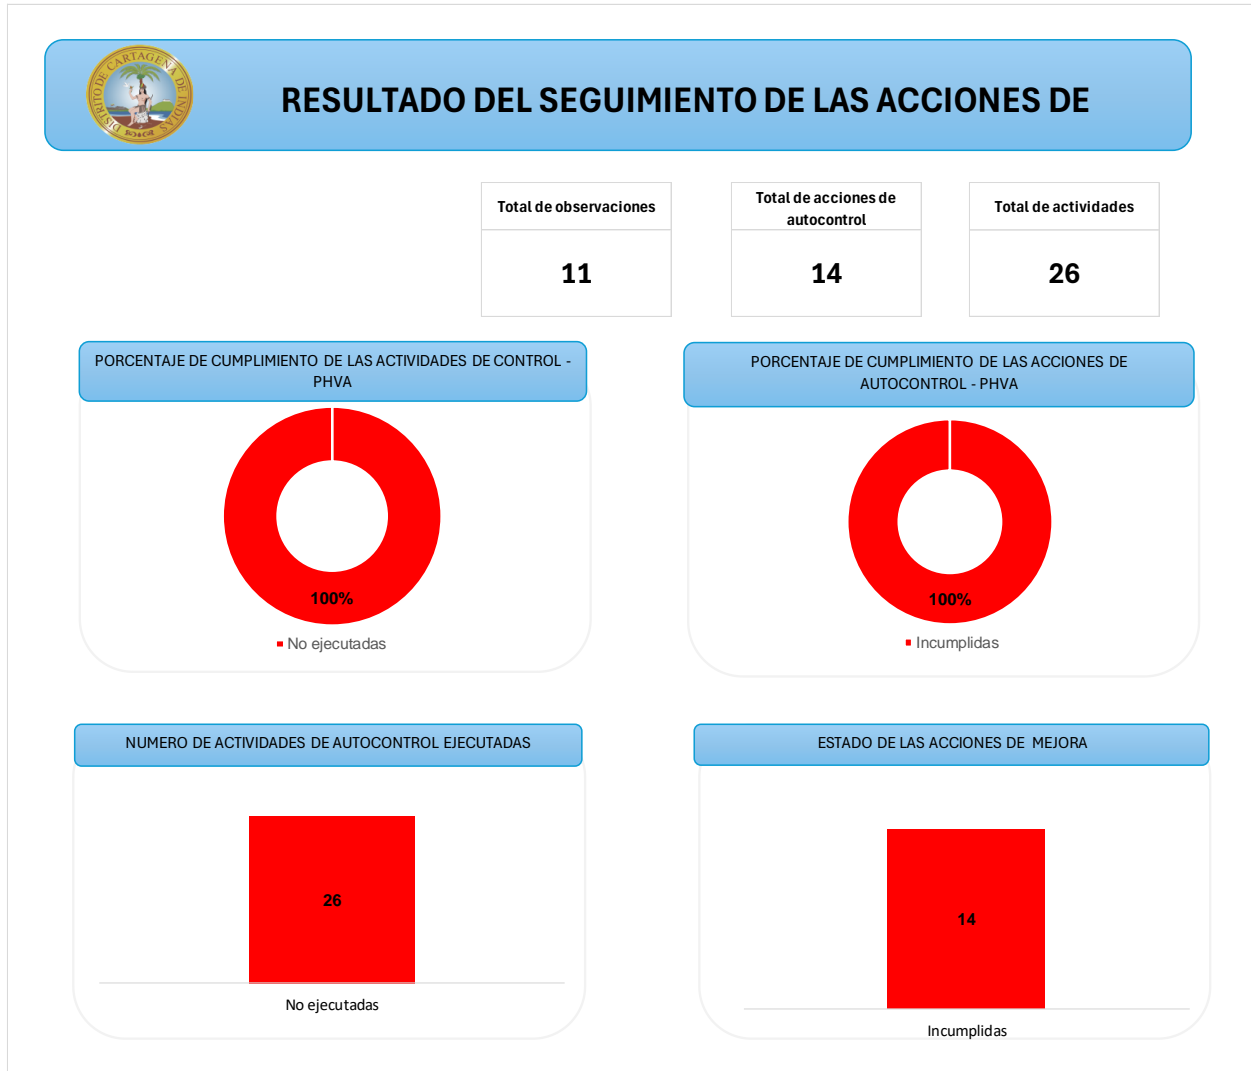 DISTRITO DE CARTAGENA DE INDIAS
RESULTADO DEL SEGUIMIENTO DE LAS ACCIONES DE
Total de observaciones
11
Total de acciones de
autocontrol
14
Total de actividades
26
PORCENTAJE DE CUMPLIMIENTO DE LAS ACTIVIDADES DE CONTROL -
PHVA
100%
No ejecutadas
PORCENTAJE DE CUMPLIMIENTO DE LAS ACCIONES DE
AUTOCONTROL - PHVA
100%
Incumplidas
NUMERO DE ACTIVIDADES DE AUTOCONTROL EJECUTADAS
26
No ejecutadas
ESTADO DE LAS ACCIONES DE MEJORA
14
Incumplidas